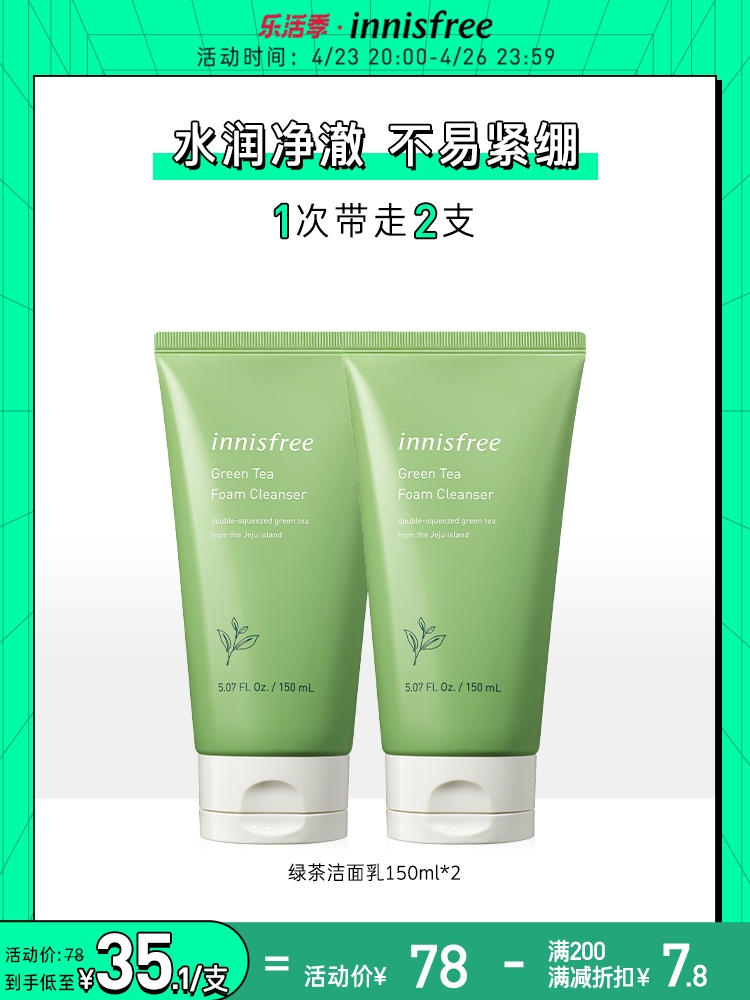 乐活季·innisfree
活动时间：4/23 20:00-4/26 23:59
水润净澈 不易紧绷
1次带走2支
innisfree
Green Tea
Foam Cleanser
double-squeezed green tea
from the Jeju island
5.07 Fl. Oz. / 150 mL
innisfree
Green Tea
Foam Cleanser
double-squeezed green tea
from the Jeju island
5.07 Fl. Oz. / 150 mL
绿茶洁面乳150ml*2
活动价:78
到手低至¥35.1/支
=
活动价¥ 78
-
满200
满减折扣¥ 7.8